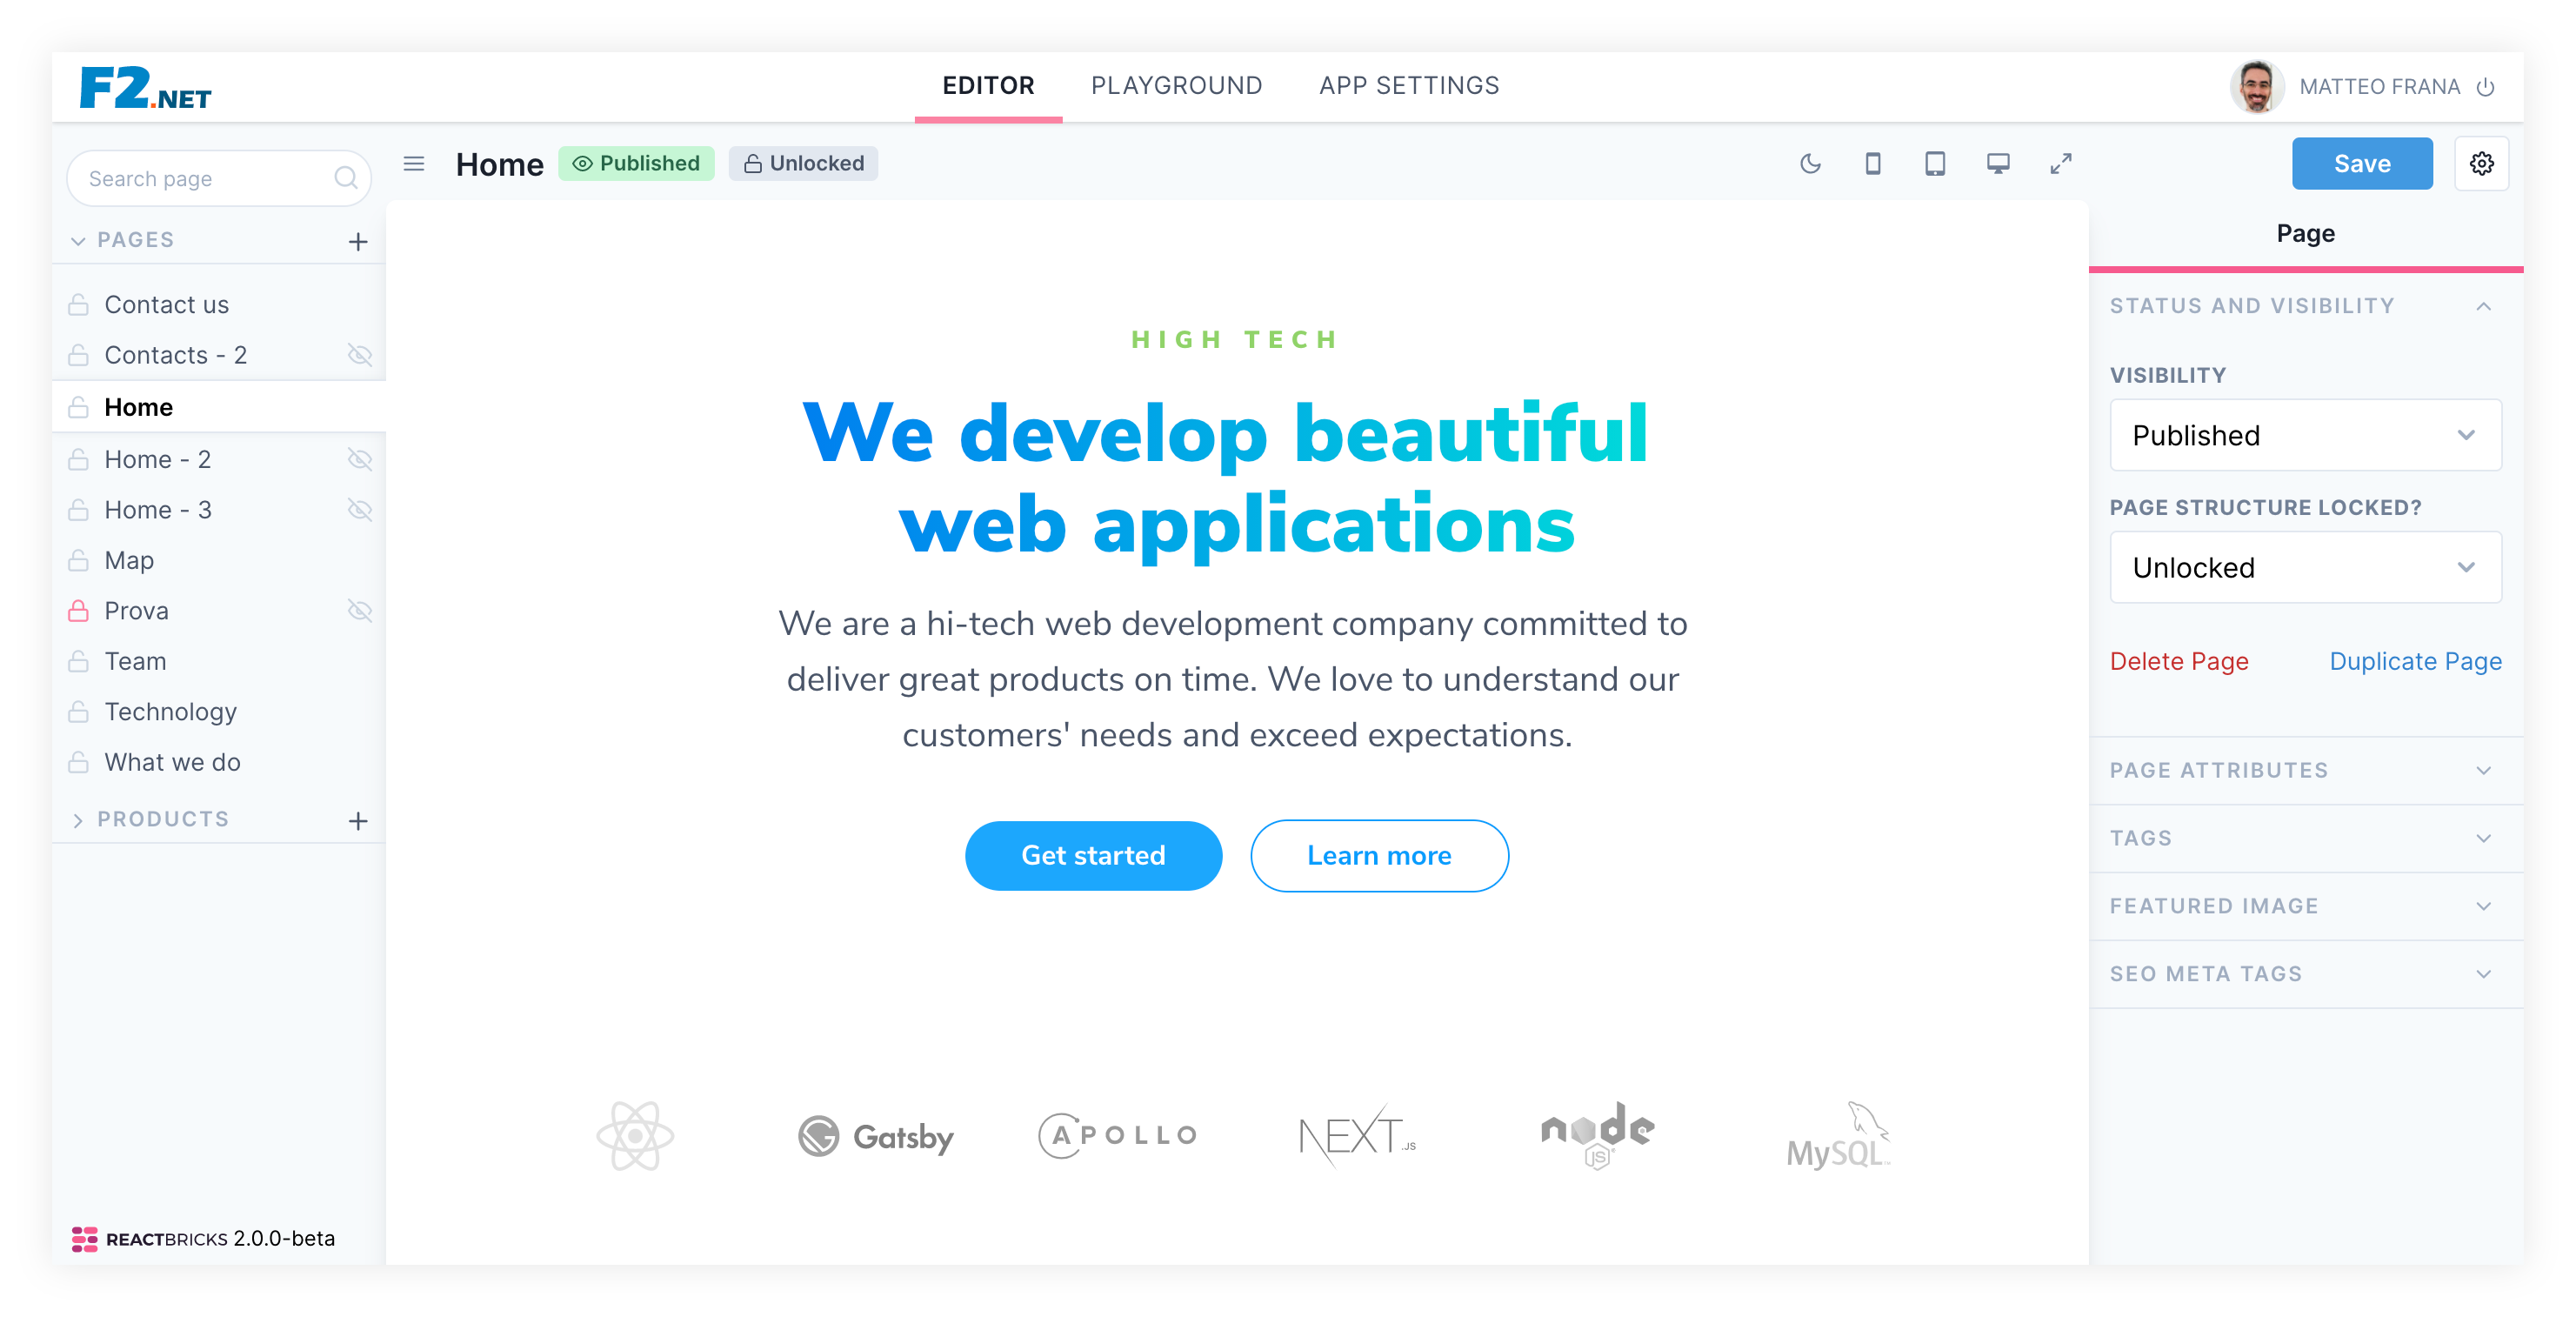 F2.NET
EDITOR
PLAYGROUND
APP SETTINGS
MATTEO FRANA
Search page
PAGES
Contact us
Contacts - 2
Home
Home - 2
Home - 3
Map
Prova
Team
Technology
What we do
PRODUCTS
REACTBRICKS 2.0.0-beta
Home
Published
Unlocked
HIGH TECH
We develop beautiful
web applications
We are a hi-tech web development company committed to
deliver great products on time. We love to understand our
customers' needs and exceed expectations.
Get started
Learn more
Gatsby
APOLLO
NEXT.JS
node
JS
MySQL™
Save
Page
STATUS AND VISIBILITY
VISIBILITY
Published
PAGE STRUCTURE LOCKED?
Unlocked
Delete Page
Duplicate Page
PAGE ATTRIBUTES
TAGS
FEATURED IMAGE
SEO META TAGS